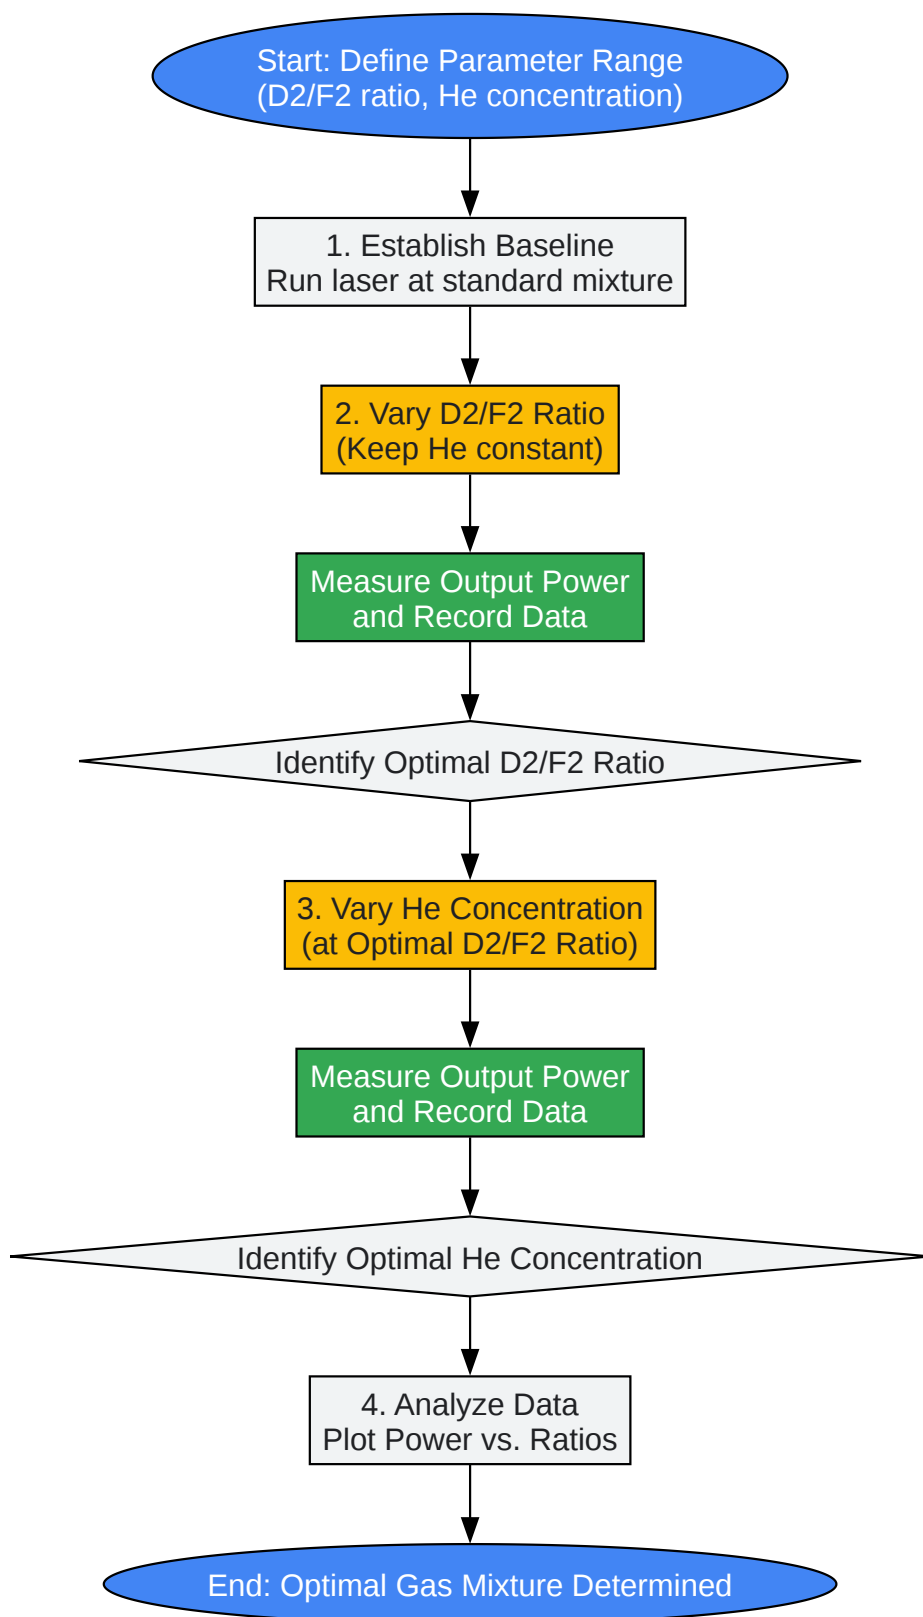 Start: Define Parameter Range
(D2/F2 ratio, He concentration)
1. Establish Baseline
Run laser at standard mixture
2. Vary D2/F2 Ratio
(Keep He constant)
Measure Output Power
and Record Data
Identify Optimal D2/F2 Ratio
3. Vary He Concentration
(at Optimal D2/F2 Ratio)
Measure Output Power
and Record Data
Identify Optimal He Concentration
4. Analyze Data
Plot Power vs. Ratios
End: Optimal Gas Mixture Determined